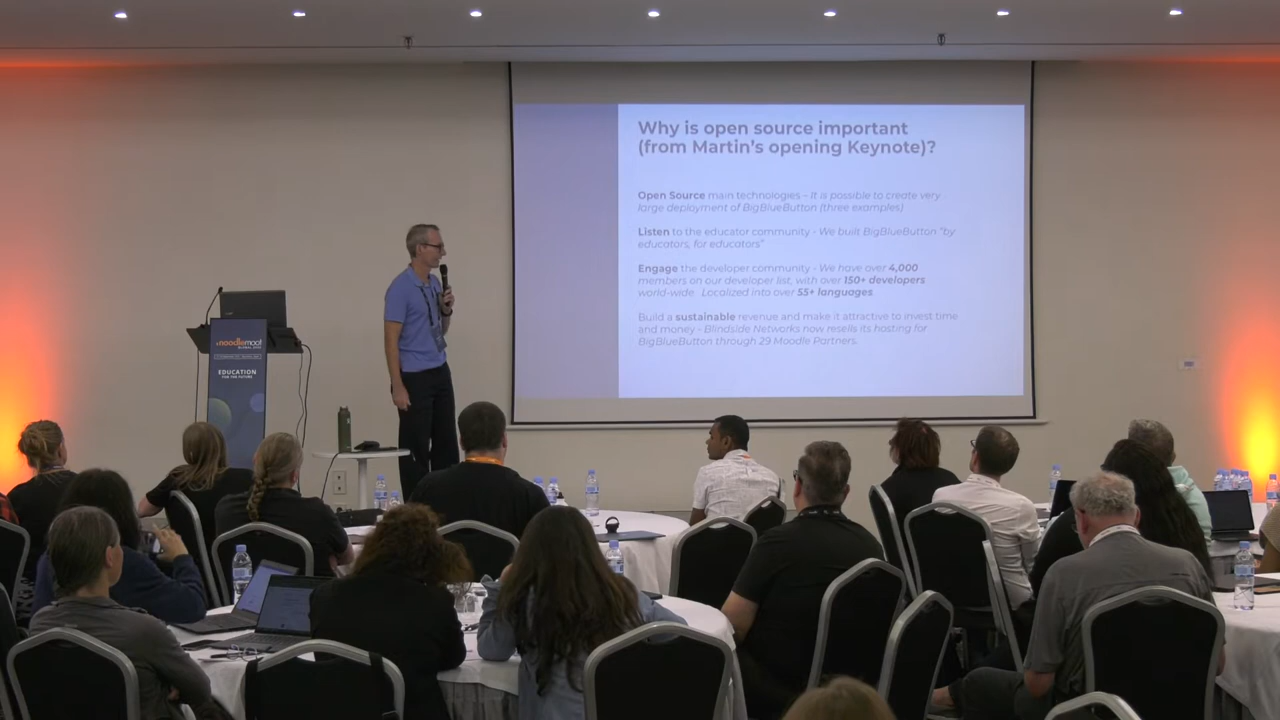 Why is open source important
(from Martin's opening Keynote)?
Open Source main technologies - It is possible to create very
large deployment of BigBlueButton (three examples)
Listen to the educator community - We built BigBlueButton "by
educators, for educators"
Engage the developer community - We have over 4,000
members on our developer list, with over 150+ developers
world-wide. Localized into over 55+ languages.
Build a sustainable revenue and make it attractive to invest time
and money - Blindside Networks now resells its hosting for
BigBlueButton through 29 Moodle Partners.
moodlemoot
EDUCATION
FOR THE FUTURE